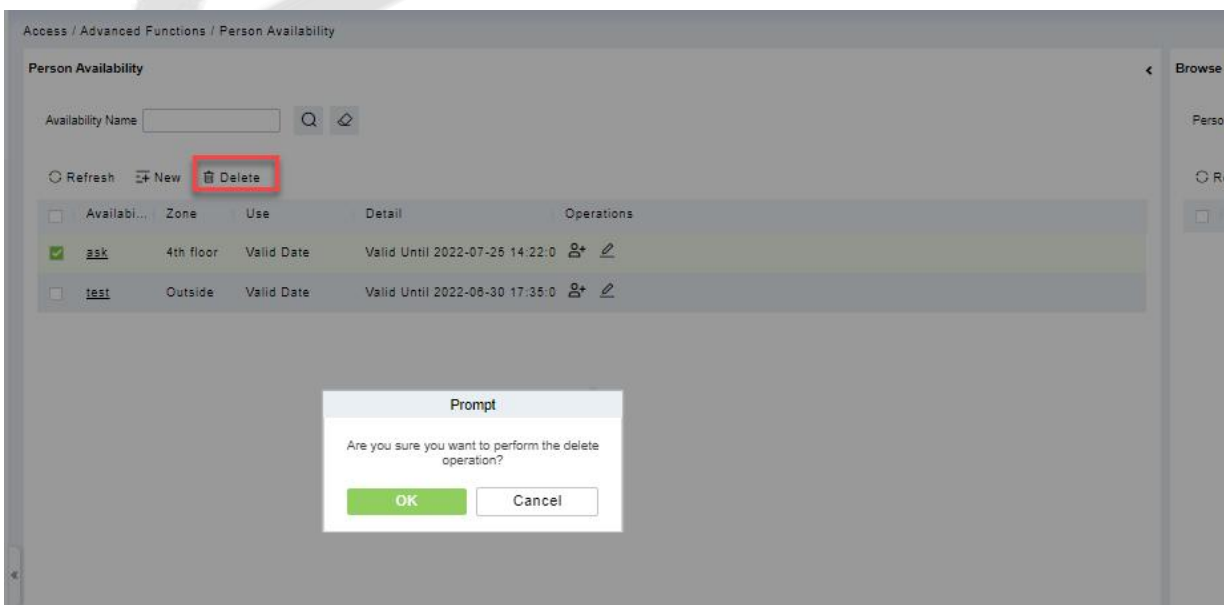 Access / Advanced Functions / Person Availability
Person Availability
Browse
Availability Name
Perso
Refresh New Delete
R
Availabi... Zone Use Detail Operations
ask 4th floor Valid Date Valid Until 2022-07-25 14:22:0
test Outside Valid Date Valid Until 2022-06-30 17:35:0
Prompt
Are you sure you want to perform the delete
operation?
OK Cancel